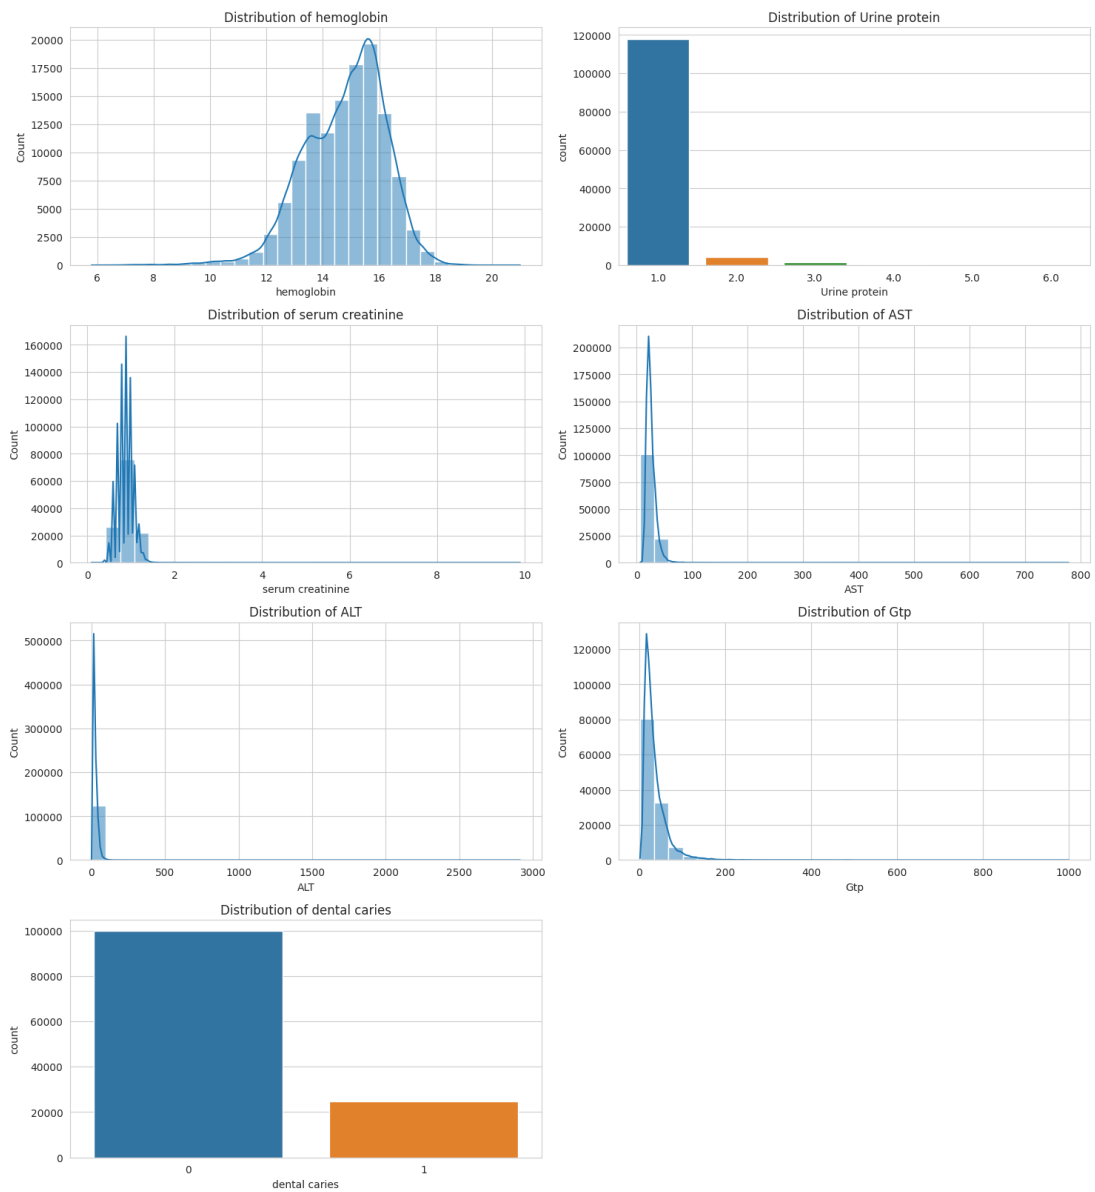 Distribution of hemoglobin
20000
17500
15000
12500
10000
7500
5000
2500
0
Count
6 8 10 12 14 16 18 20
hemoglobin
Distribution of Urine protein
120000
100000
80000
60000
40000
20000
0
count
1.0 2.0 3.0 4.0 5.0 6.0
Urine protein
Distribution of serum creatinine
160000
140000
120000
100000
80000
60000
40000
20000
0
Count
0 2 4 6 8 10
serum creatinine
Distribution of AST
200000
175000
150000
125000
100000
75000
50000
25000
0
Count
0 100 200 300 400 500 600 700 800
AST
Distribution of ALT
500000
400000
300000
200000
100000
0
Count
0 500 1000 1500 2000 2500 3000
ALT
Distribution of Gtp
120000
100000
80000
60000
40000
20000
0
Count
0 200 400 600 800 1000
Gtp
Distribution of dental caries
100000
80000
60000
40000
20000
0
count
0 1
dental caries